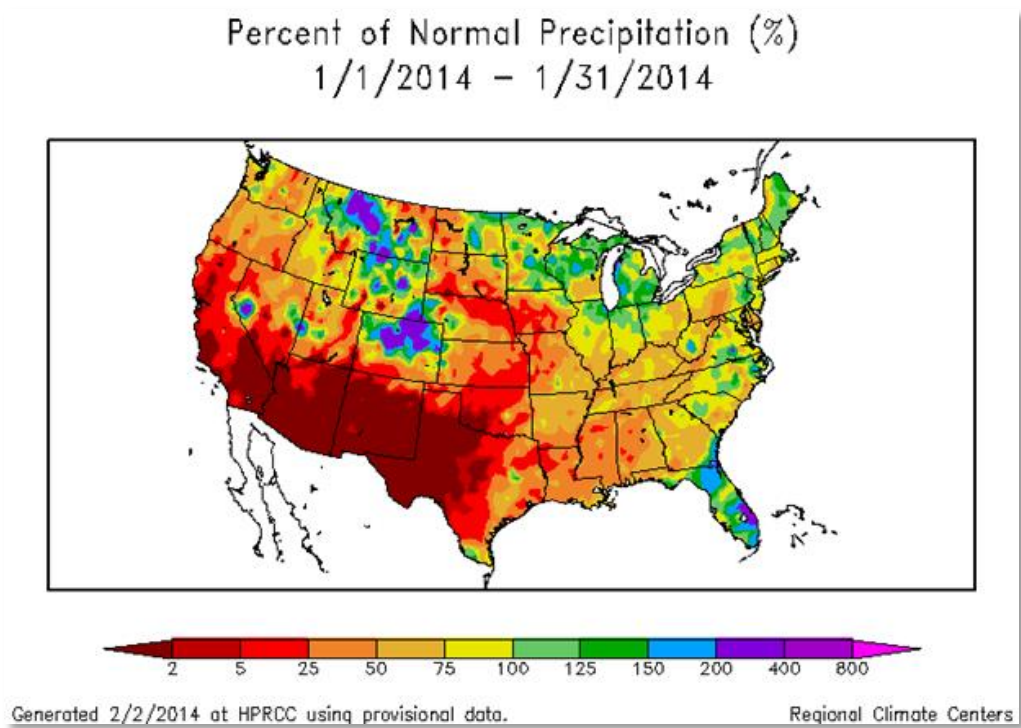 Percent of Normal Precipitation (%)
1/1/2014 – 1/31/2014
2 5 25 50 75 100 125 150 200 400 800
Generated 2/2/2014 at HPRCC using provisional data.
Regional Climate Centers